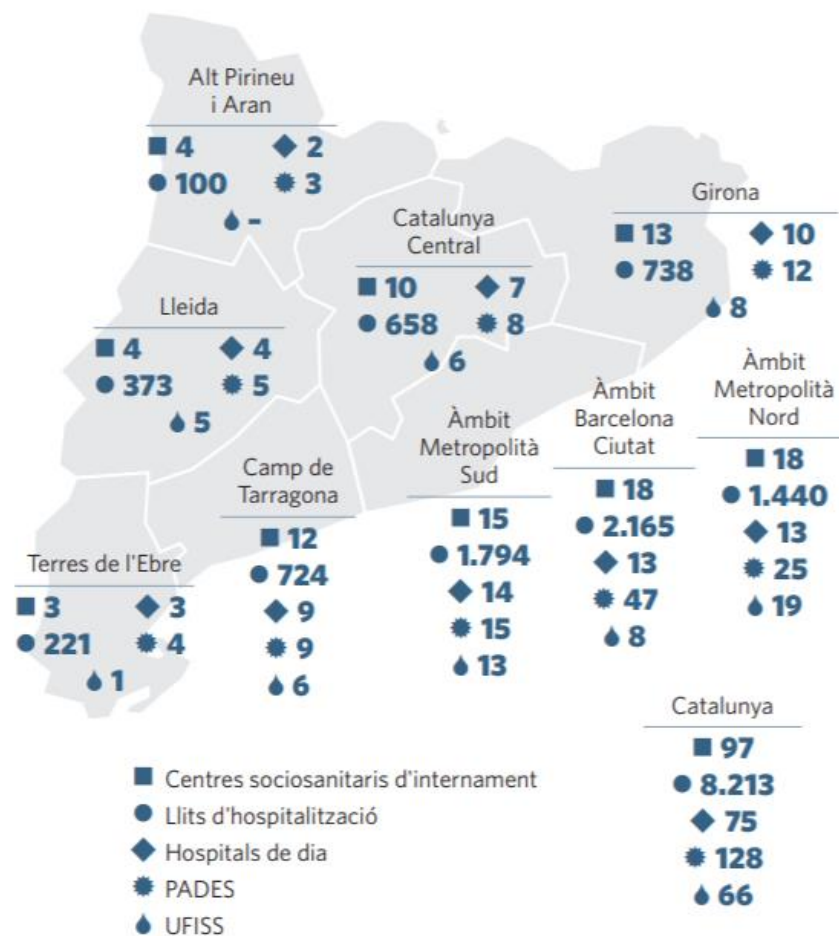 Alt Pirineu
i Aran
4 2
100 3
-
Catalunya
Central
10 7
658 8
6
Girona
13 10
738 12
8
Lleida
4 4
373 5
5
Camp de
Tarragona
12
724
9
9
6
Àmbit
Metropolità
Sud
15
1.794
14
15
13
Àmbit
Barcelona
Ciutat
18
2.165
13
47
8
Àmbit
Metropolità
Nord
18
1.440
13
25
19
Terres de l'Ebre
3 3
221 4
1
Catalunya
97
8.213
75
128
66
Centres sociosanitaris d'internament
Llits d'hospitalització
Hospitals de dia
PADES
UFISS